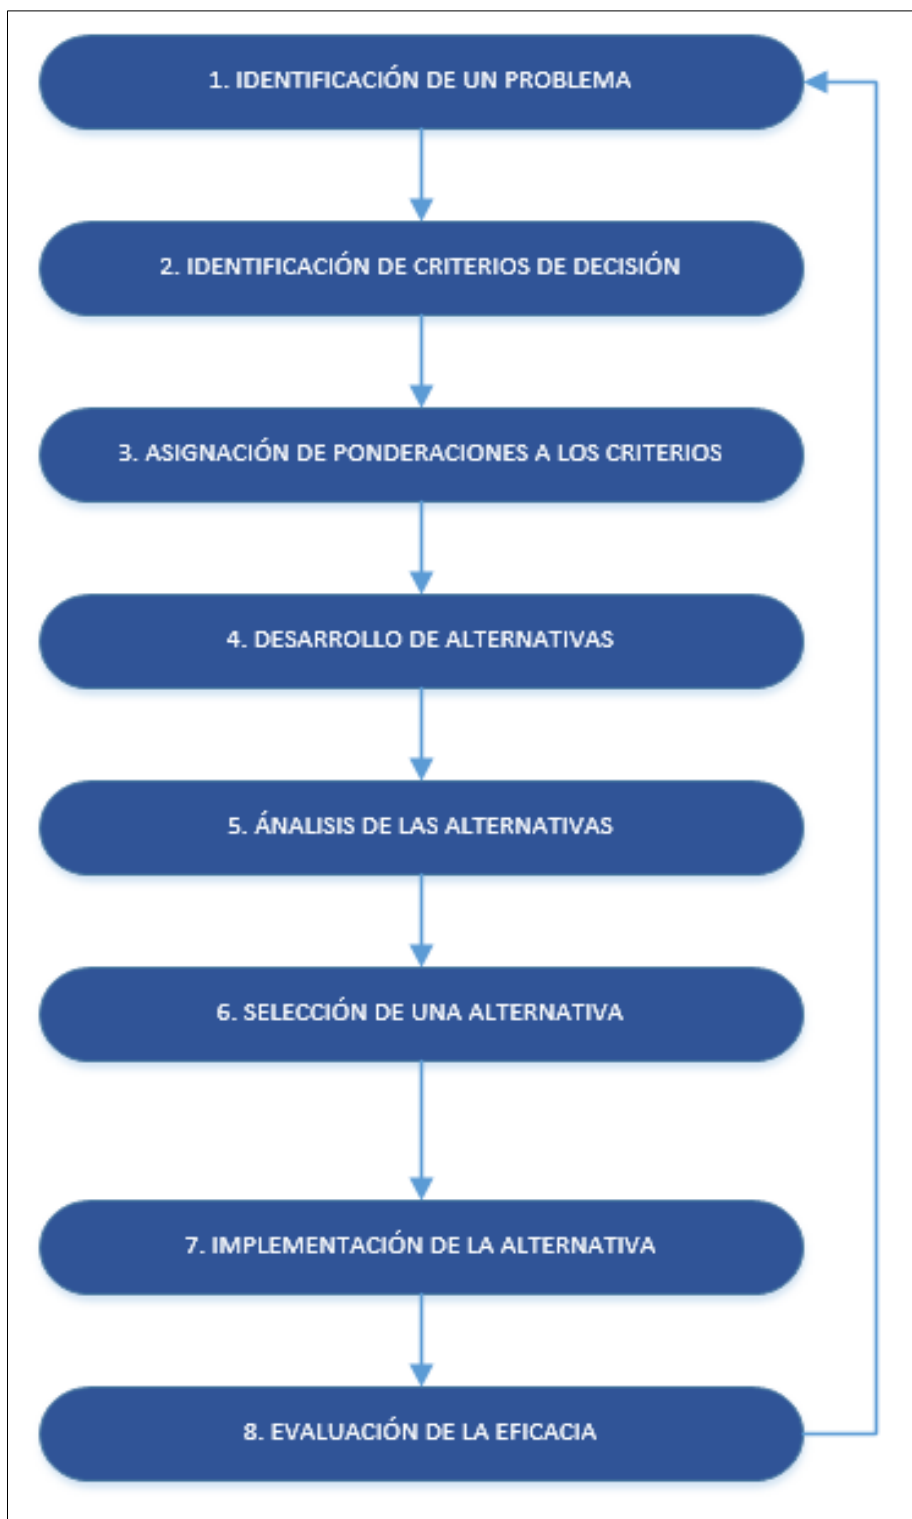 1. IDENTIFICACIÓN DE UN PROBLEMA
2. IDENTIFICACIÓN DE CRITERIOS DE DECISIÓN
3. ASIGNACIÓN DE PONDERACIONES A LOS CRITERIOS
4. DESARROLLO DE ALTERNATIVAS
5. ÁNALISIS DE LAS ALTERNATIVAS
6. SELECCIÓN DE UNA ALTERNATIVA
7. IMPLEMENTACIÓN DE LA ALTERNATIVA
8. EVALUACIÓN DE LA EFICACIA